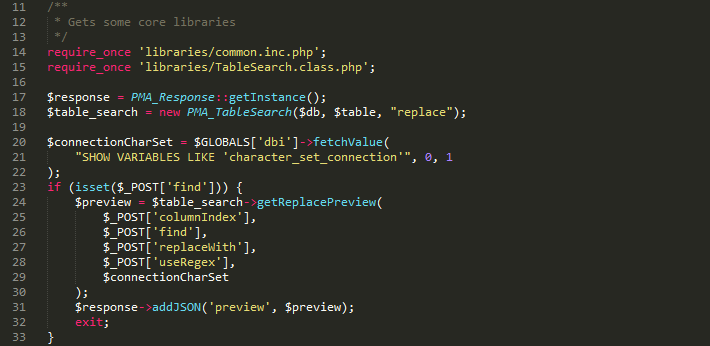 11 /**
12  * Gets some core libraries
13  */
14 require_once 'libraries/common.inc.php';
15 require_once 'libraries/TableSearch.class.php';
16
17 $response = PMA_Response::getInstance();
18 $table_search = new PMA_TableSearch($db, $table, "replace");
19
20 $connectionCharSet = $GLOBALS['dbi']->fetchValue(
21     "SHOW VARIABLES LIKE 'character_set_connection'", 0, 1
22 );
23 if (isset($_POST['find'])) {
24     $preview = $table_search->getReplacePreview(
25         $_POST['columnIndex'],
26         $_POST['find'],
27         $_POST['replaceWith'],
28         $_POST['useRegex'],
29         $connectionCharSet
30     );
31     $response->addJSON('preview', $preview);
32     exit;
33 }